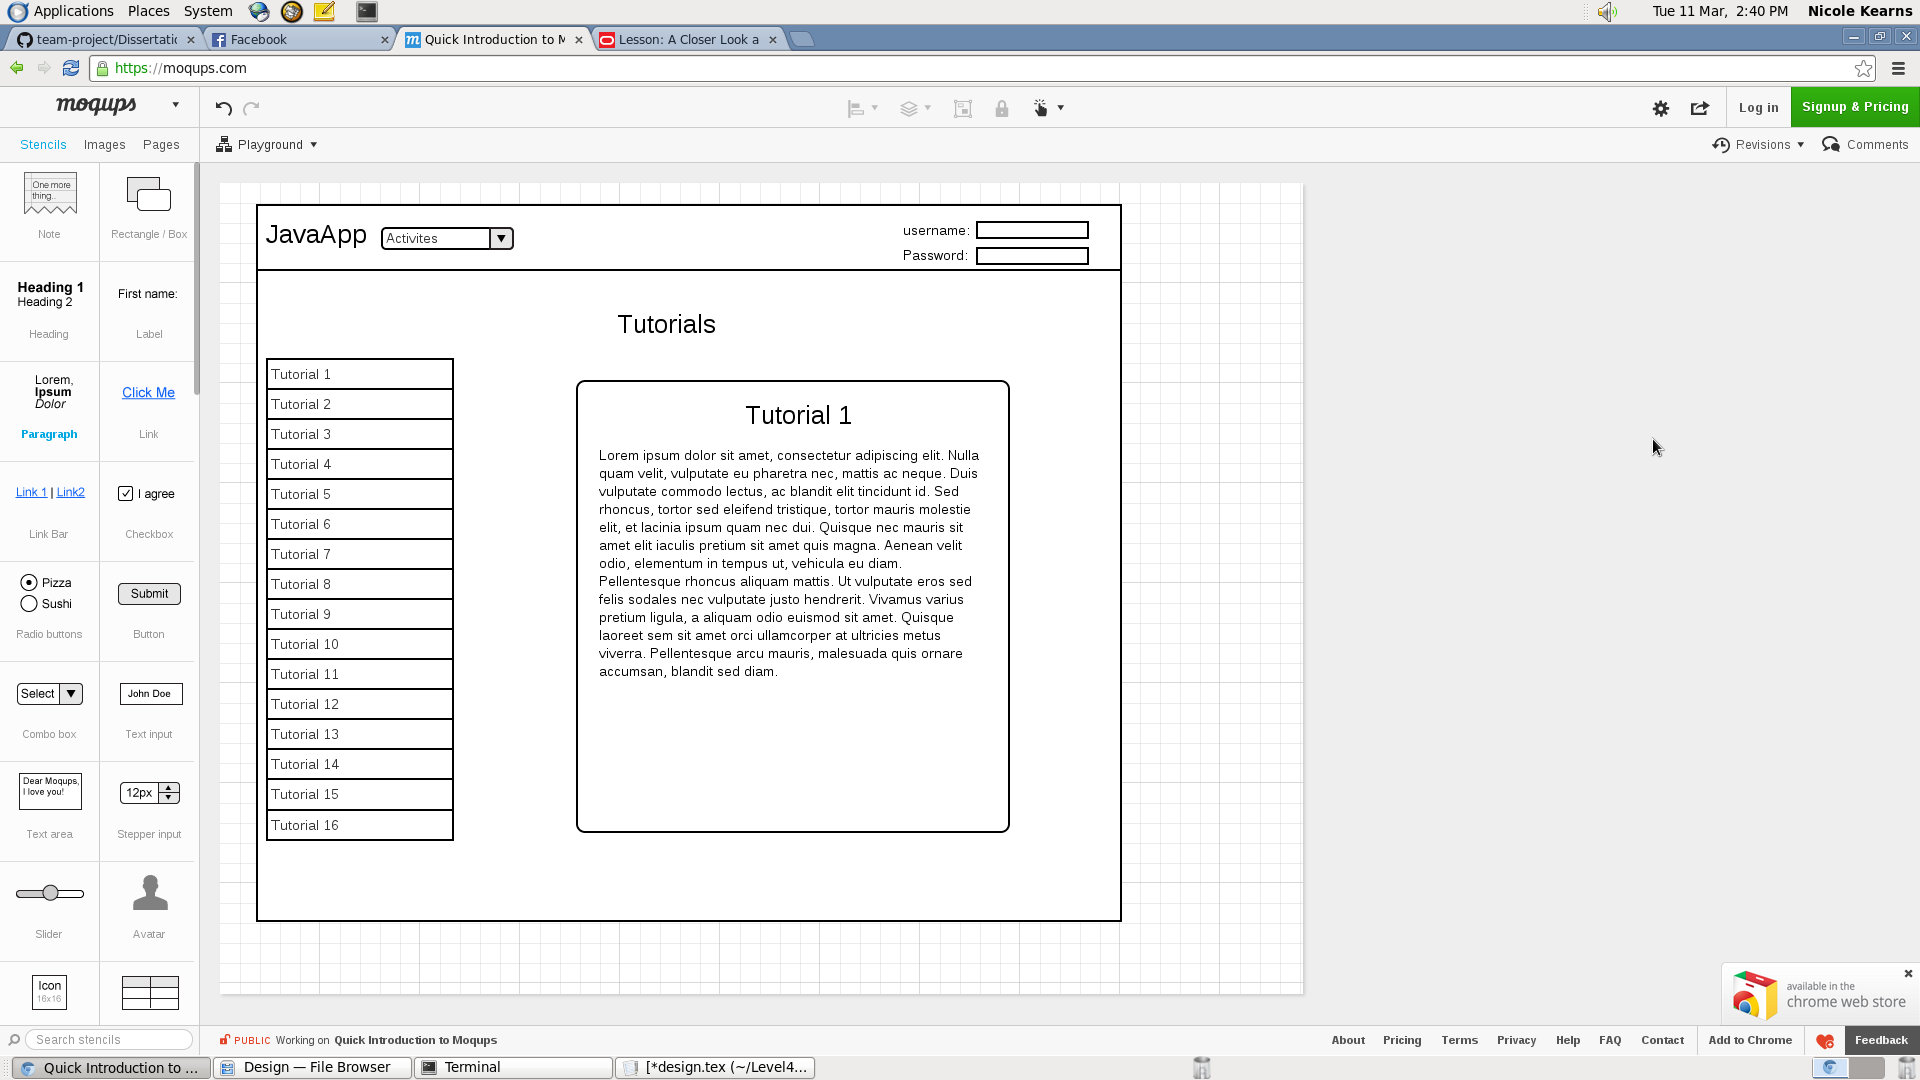 Applications Places System Tue 11 Mar, 2:40 PM Nicole Kearns
team-project/Dissertatic Facebook Quick Introduction to M Lesson: A Closer Look a
https://moqups.com
moqups Log in Signup & Pricing
Stencils Images Pages Playground Revisions Comments
One more
thing..
Note Rectangle / Box
Heading 1
Heading 2
First name:
Heading Label
Lorem,
Ipsum
Dolor
Click Me
Paragraph Link
Link 1 | Link2 I agree
Link Bar Checkbox
Pizza
Sushi
Submit
Radio buttons Button
Select John Doe
Combo box Text input
Dear Moqups,
I love you!
12px
Text area Stepper input
Slider Avatar
Icon
16x16
Search stencils
JavaApp Activites
username:
Password:
Tutorials
Tutorial 1
Tutorial 2
Tutorial 3
Tutorial 4
Tutorial 5
Tutorial 6
Tutorial 7
Tutorial 8
Tutorial 9
Tutorial 10
Tutorial 11
Tutorial 12
Tutorial 13
Tutorial 14
Tutorial 15
Tutorial 16
Tutorial 1
Lorem ipsum dolor sit amet, consectetur adipiscing elit. Nulla
quam velit, vulputate eu pharetra nec, mattis ac neque. Duis
vulputate commodo lectus, ac blandit elit tincidunt id. Sed
rhoncus, tortor sed eleifend tristique, tortor mauris molestie
elit, et lacinia ipsum quam nec dui. Quisque nec mauris sit
amet elit iaculis pretium sit amet quis magna. Aenean velit
odio, elementum in tempus ut, vehicula eu diam.
Pellentesque rhoncus aliquam mattis. Ut vulputate eros sed
felis sodales nec vulputate justo hendrerit. Vivamus varius
pretium ligula, a aliquam odio euismod sit amet. Quisque
laoreet sem sit amet orci ullamcorper at ultricies metus
viverra. Pellentesque arcu mauris, malesuada quis ornare
accumsan, blandit sed diam.
available in the
chrome web store
PUBLIC Working on Quick Introduction to Moqups About Pricing Terms Privacy Help FAQ Contact Add to Chrome Feedback
Quick Introduction to ... Design — File Browser Terminal [*design.tex (~/Level4...